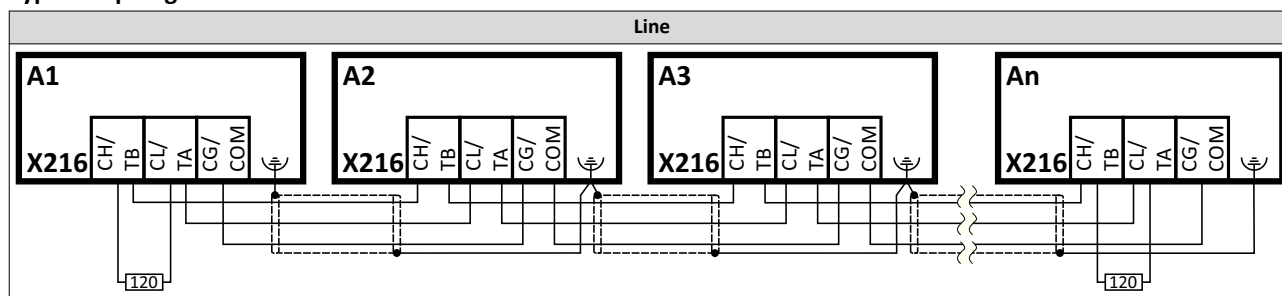 Line
A1
X216
CH/
TB
CL/
TA
CG/
COM
120
A2
X216
CH/
TB
CL/
TA
CG/
COM
A3
X216
CH/
TB
CL/
TA
CG/
COM
An
X216
CH/
TB
CL/
TA
CG/
COM
120